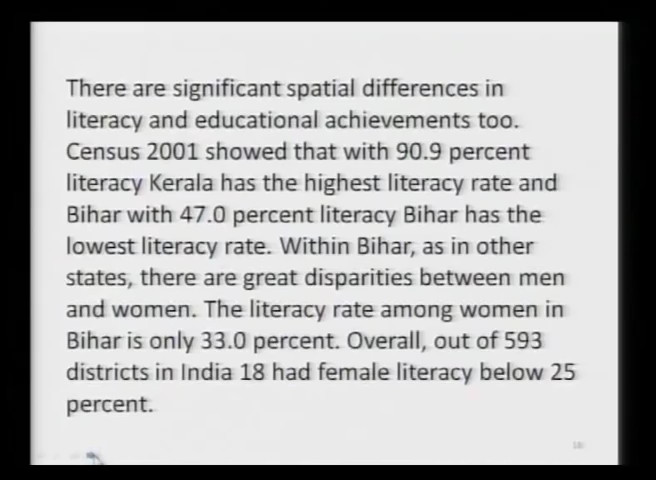 There are significant spatial differences in
literacy and educational achievements too.
Census 2001 showed that with 90.9 percent
literacy Kerala has the highest literacy rate and
Bihar with 47.0 percent literacy Bihar has the
lowest literacy rate. Within Bihar, as in other
states, there are great disparities between men
and women. The literacy rate among women in
Bihar is only 33.0 percent. Overall, out of 593
districts in India 18 had female literacy below 25
percent.